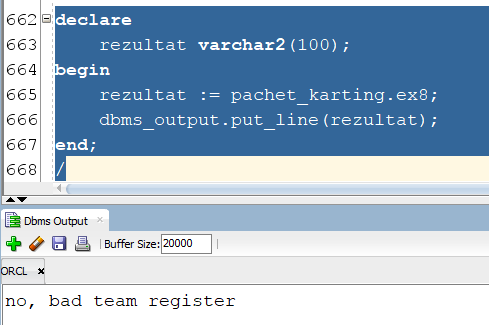 662 declare
663 rezultat varchar2(100);
664 begin
665 rezultat := pachet_karting.ex8;
666 dbms_output.put_line(rezultat);
667 end;
668 /
Dbms Output ×
Buffer Size: 20000
ORCL ×
no, bad team register